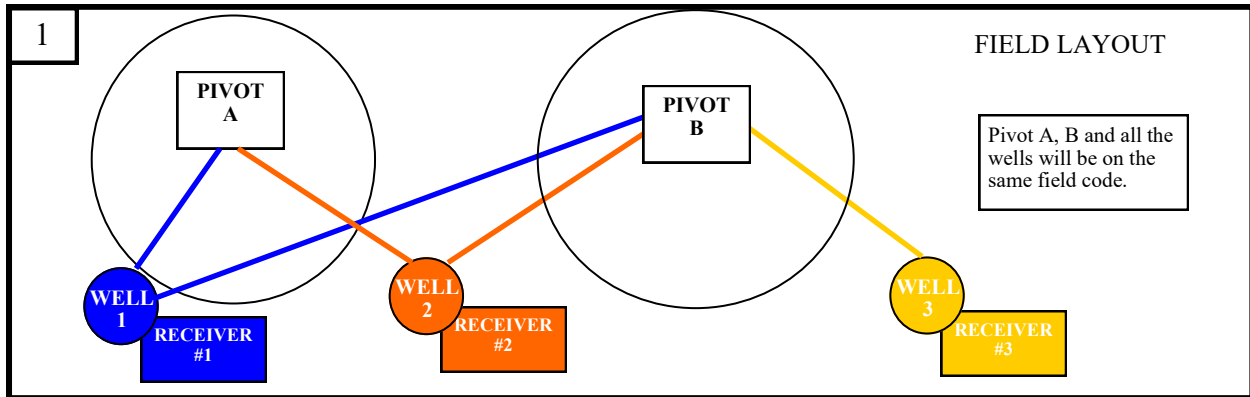 1
FIELD LAYOUT
PIVOT
A
PIVOT
B
Pivot A, B and all the
wells will be on the
same field code.
WELL
1
RECEIVER
#1
WELL
2
RECEIVER
#2
WELL
3
RECEIVER
#3